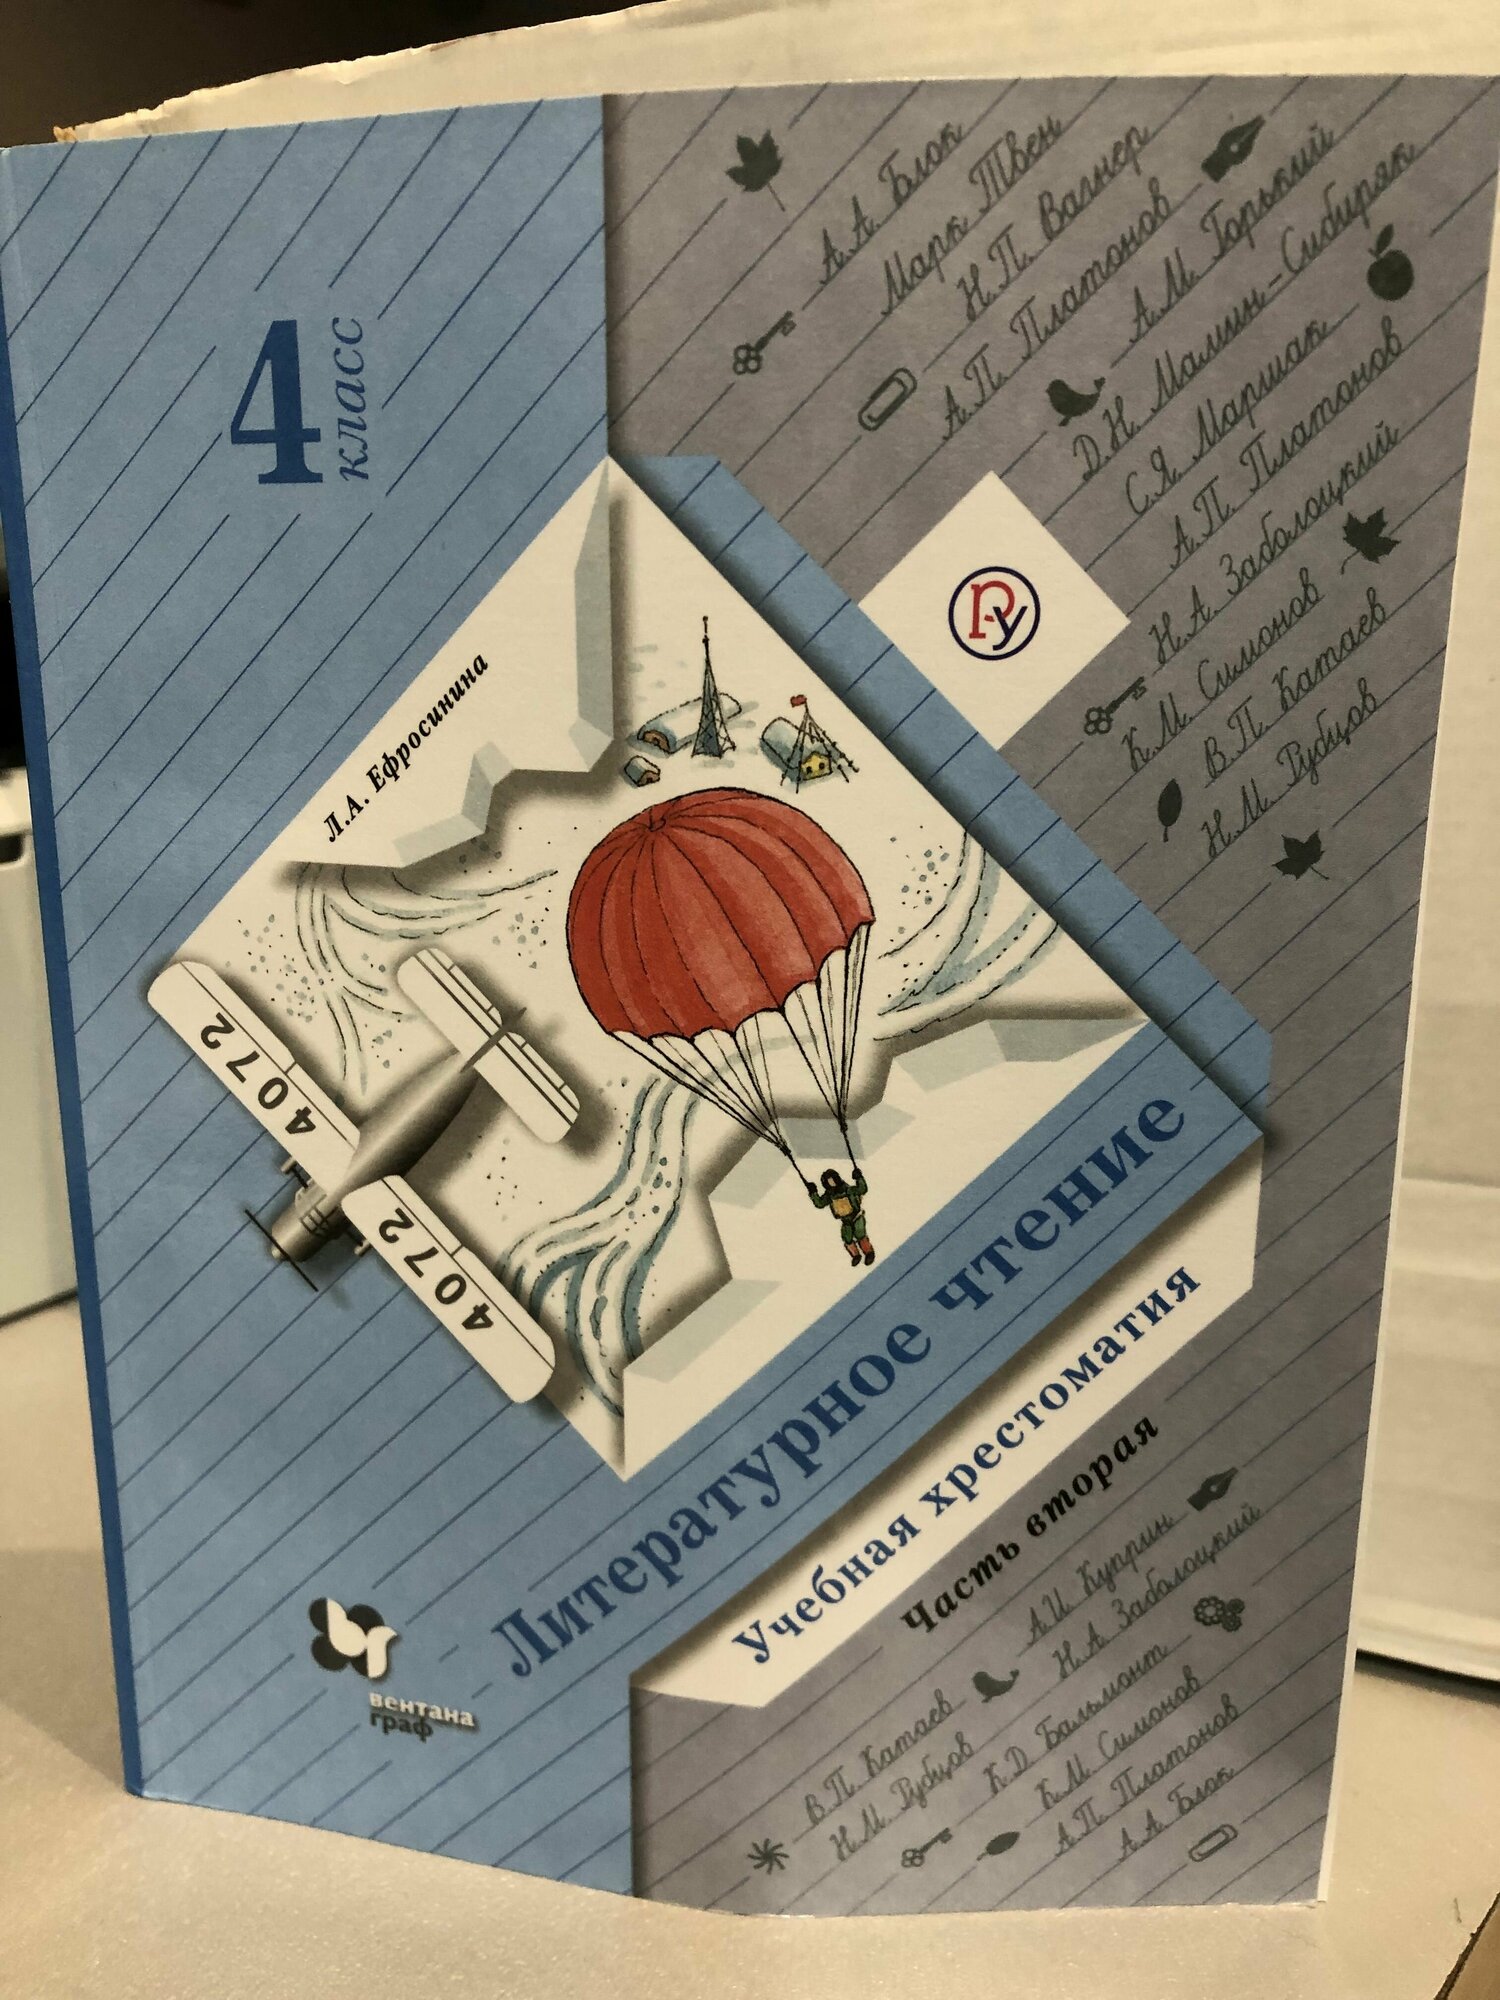 4
класс
А.А. Блок
Марк Твен
Н.П. Вагнер
А.П. Платонов
А.М. Горький
Д.Н. Мамин-Сибиряк
С.Я. Маршак
А.П. Платонов
Н.А. Заболоцкий
К.М. Симонов
В.П. Катаев
Н.М. Рубцов
РУ
Л.А. Ефросинина
4072
4072
Литературное чтение
Учебная хрестоматия
Часть вторая
А.И. Куприн
Н.А. Заболоцкий
В.П. Катаев
Н.М. Рубцов
К.Д. Бальмонт
К.М. Симонов
А.П. Платонов
А.А. Блок
вентана
граф